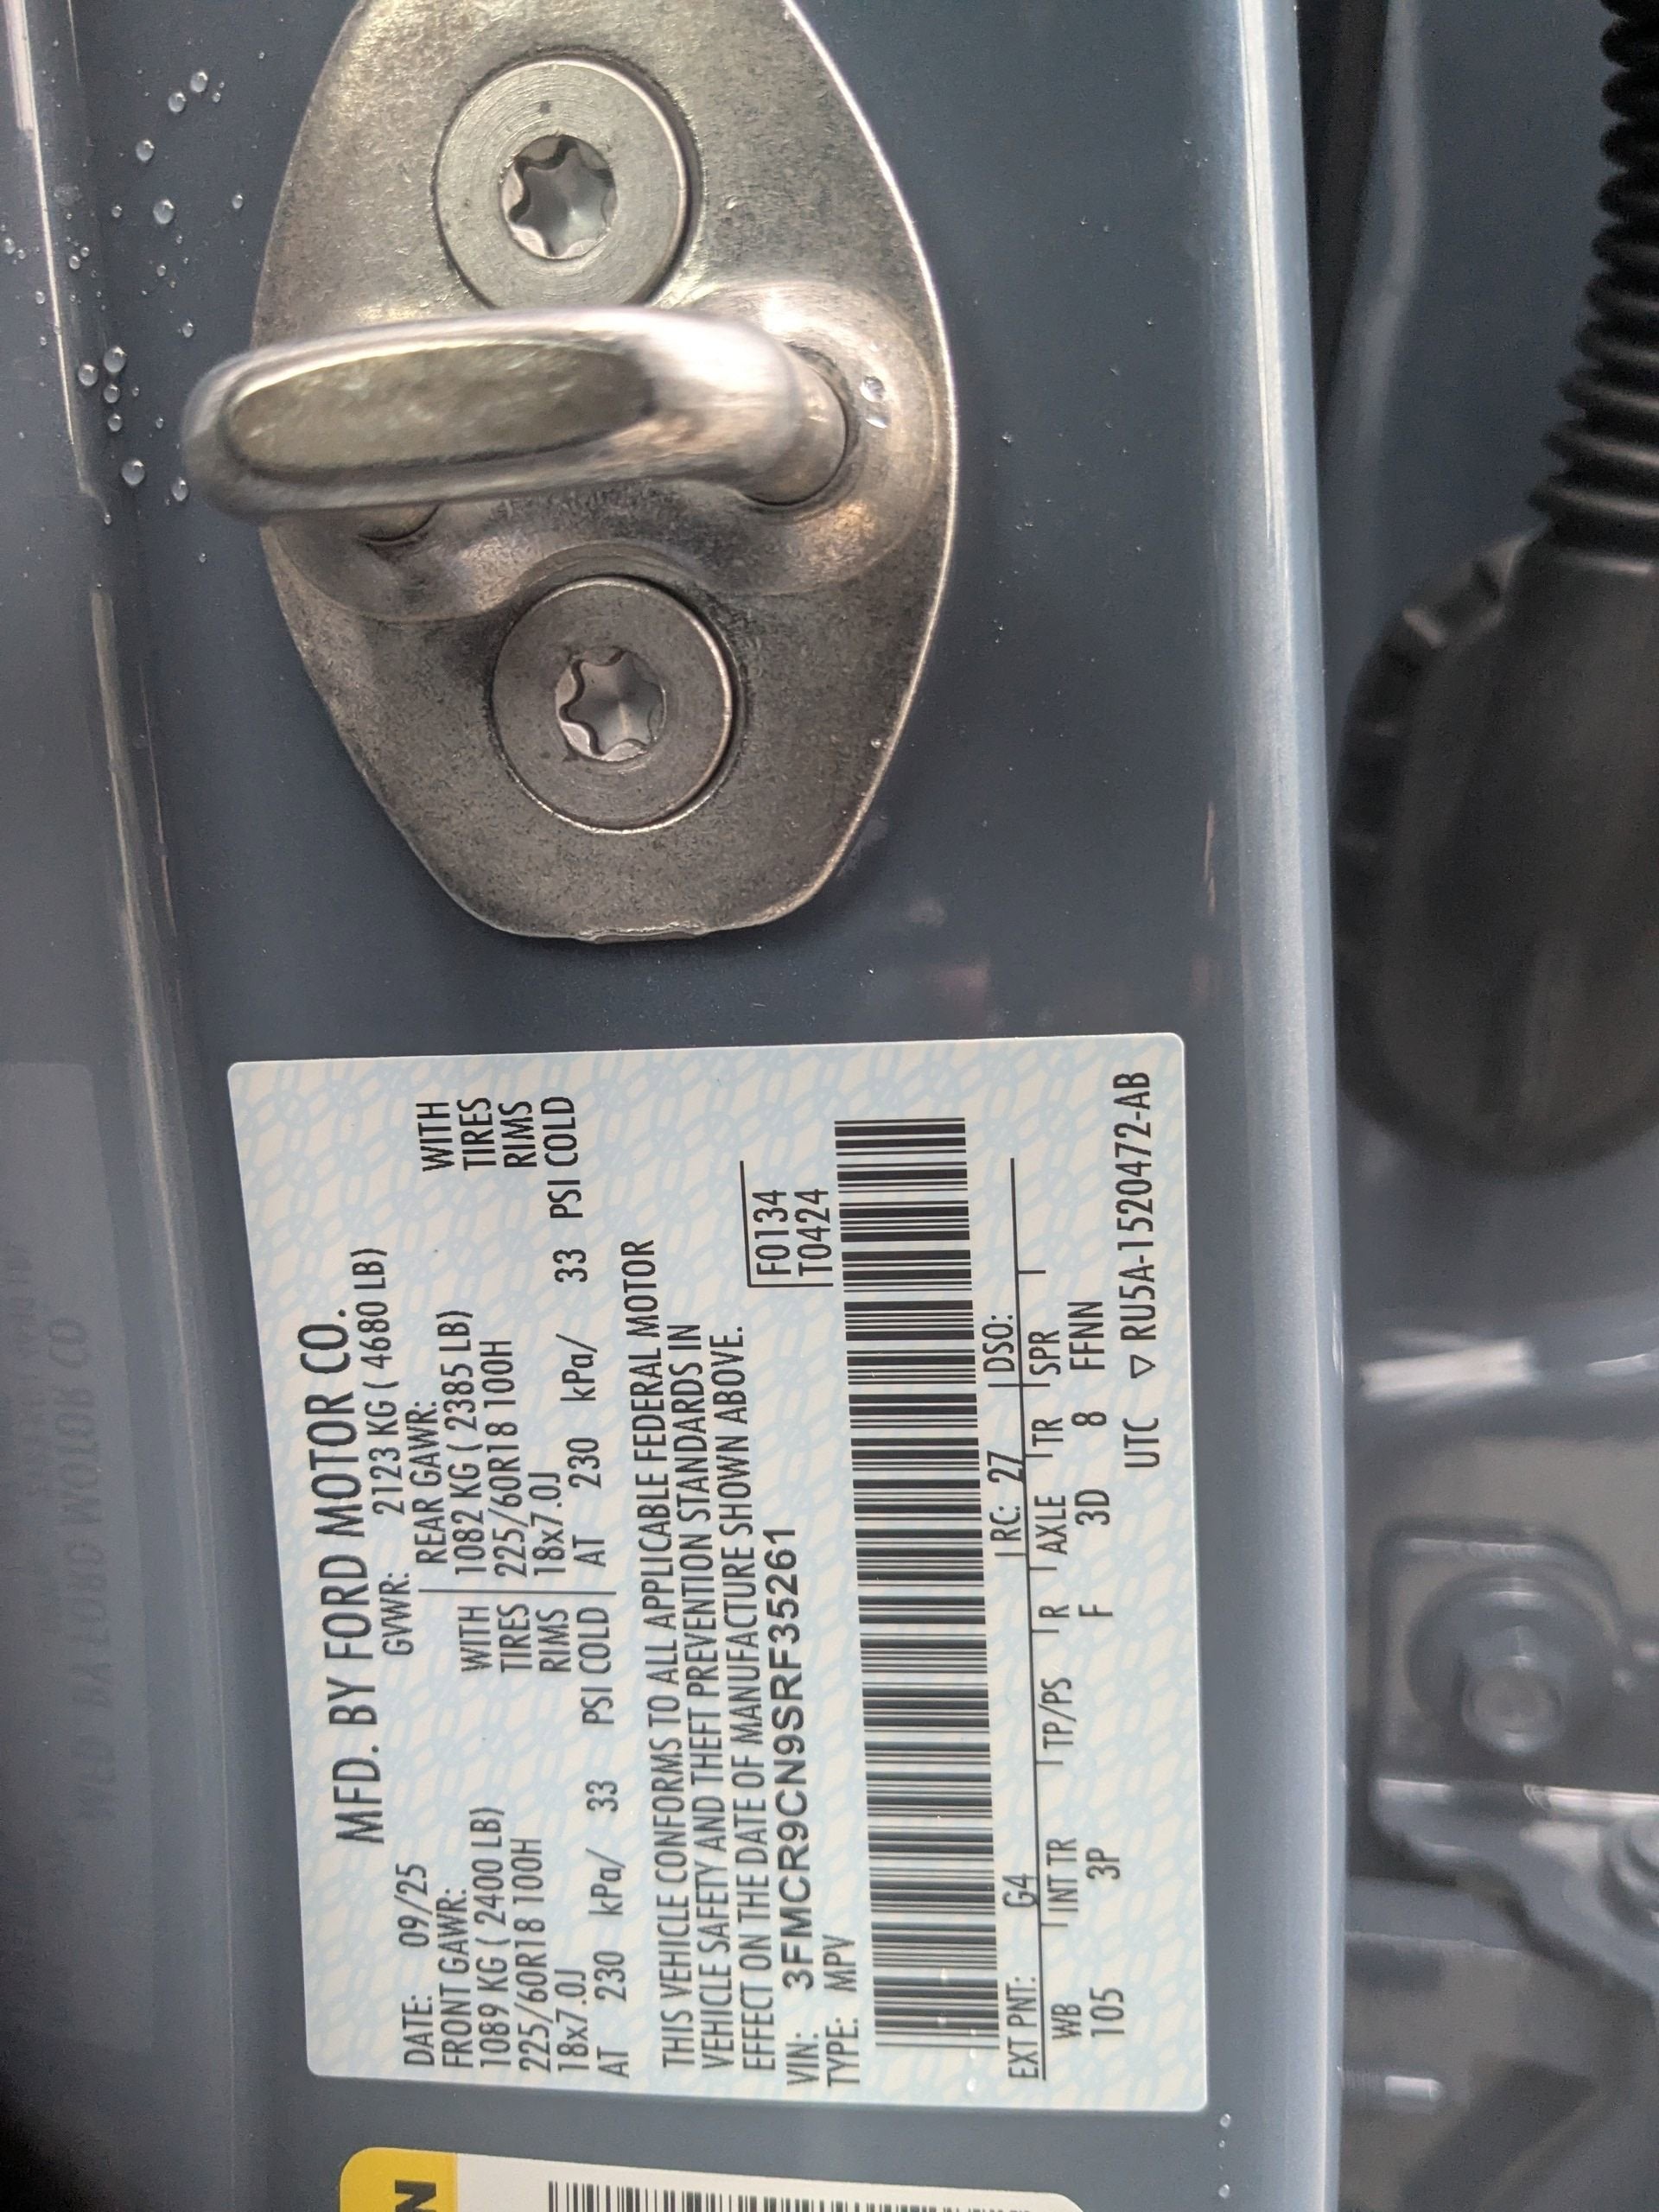 MFD. BY FORD MOTOR CO.
DATE: 09/25 GVWR: 2123 KG ( 4680 LB)
FRONT GAWR: REAR GAWR:
1089 KG ( 2400 LB) WITH 1082 KG ( 2385 LB) WITH
225/60R18 100H TIRES 225/60R18 100H TIRES
18x7.0J RIMS 18x7.0J RIMS
AT 230 kPa/ 33 PSI COLD AT 230 kPa/ 33 PSI COLD
THIS VEHICLE CONFORMS TO ALL APPLICABLE FEDERAL MOTOR
VEHICLE SAFETY AND THEFT PREVENTION STANDARDS IN
EFFECT ON THE DATE OF MANUFACTURE SHOWN ABOVE.
VIN: 3FMCR9CN9SRF35261 F0134
TYPE: MPV T0424
EXT PNT: G4 RC: 27 DSO:
WB INT TR TP/PS R AXLE TR SPR
105 3P F 3D 8 FFNN
UTC ▽ RU5A-1520472-AB
N